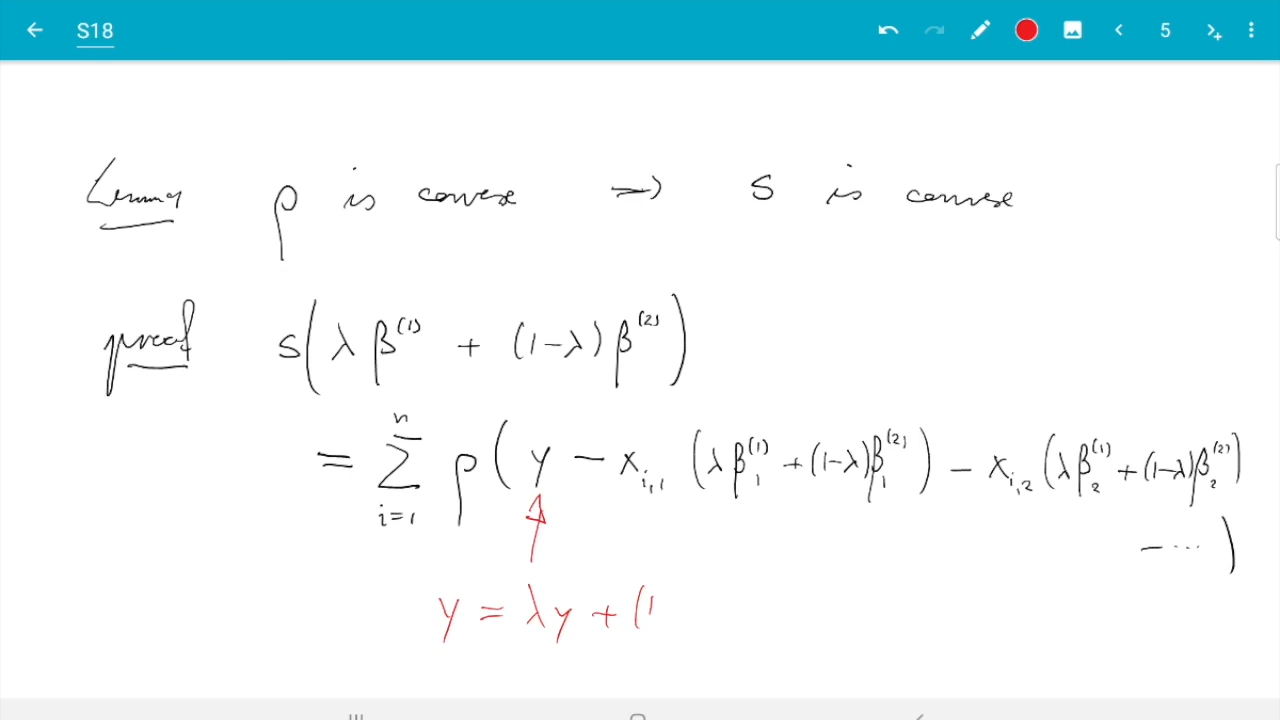 S18
5
Lemma ρ is convex ⇒ S is convex
proof S(λ β^(1) + (1-λ) β^(2))
= Σ_{i=1}^{n} ρ(y - x_{i,1} (λβ_1^(1) + (1-λ)β_1^(2)) - x_{i,2} (λβ_2^(1) + (1-λ)β_2^(2))
- ⋯ )
y = λy + (1